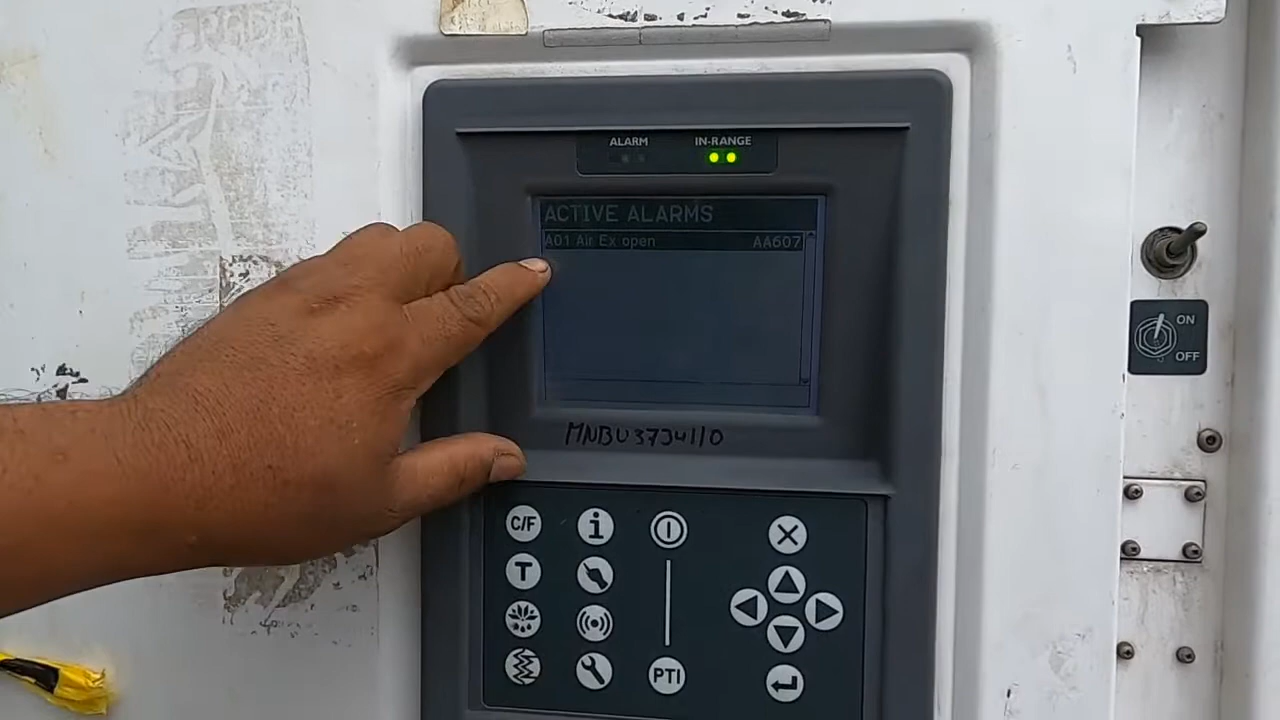 ALARM IN-RANGE
ACTIVE ALARMS
A01 Air Ex open AA607
MNBU3734110
ON
OFF
C/F
T
PTI